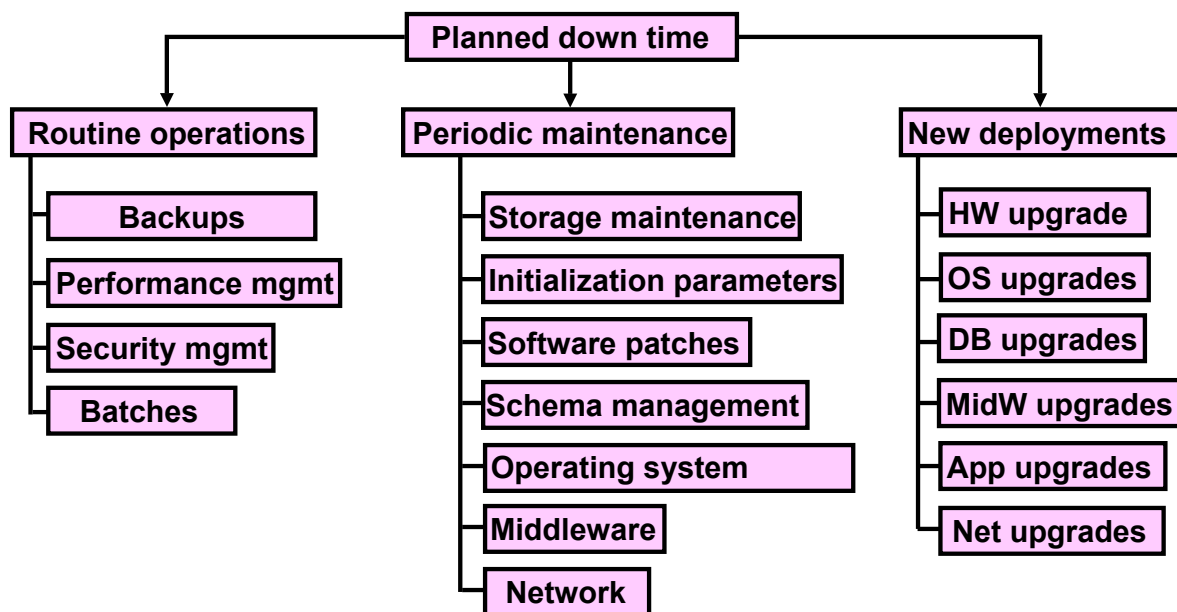 Planned down time
Routine operations
Backups
Performance mgmt
Security mgmt
Batches
Periodic maintenance
Storage maintenance
Initialization parameters
Software patches
Schema management
Operating system
Middleware
Network
New deployments
HW upgrade
OS upgrades
DB upgrades
MidW upgrades
App upgrades
Net upgrades